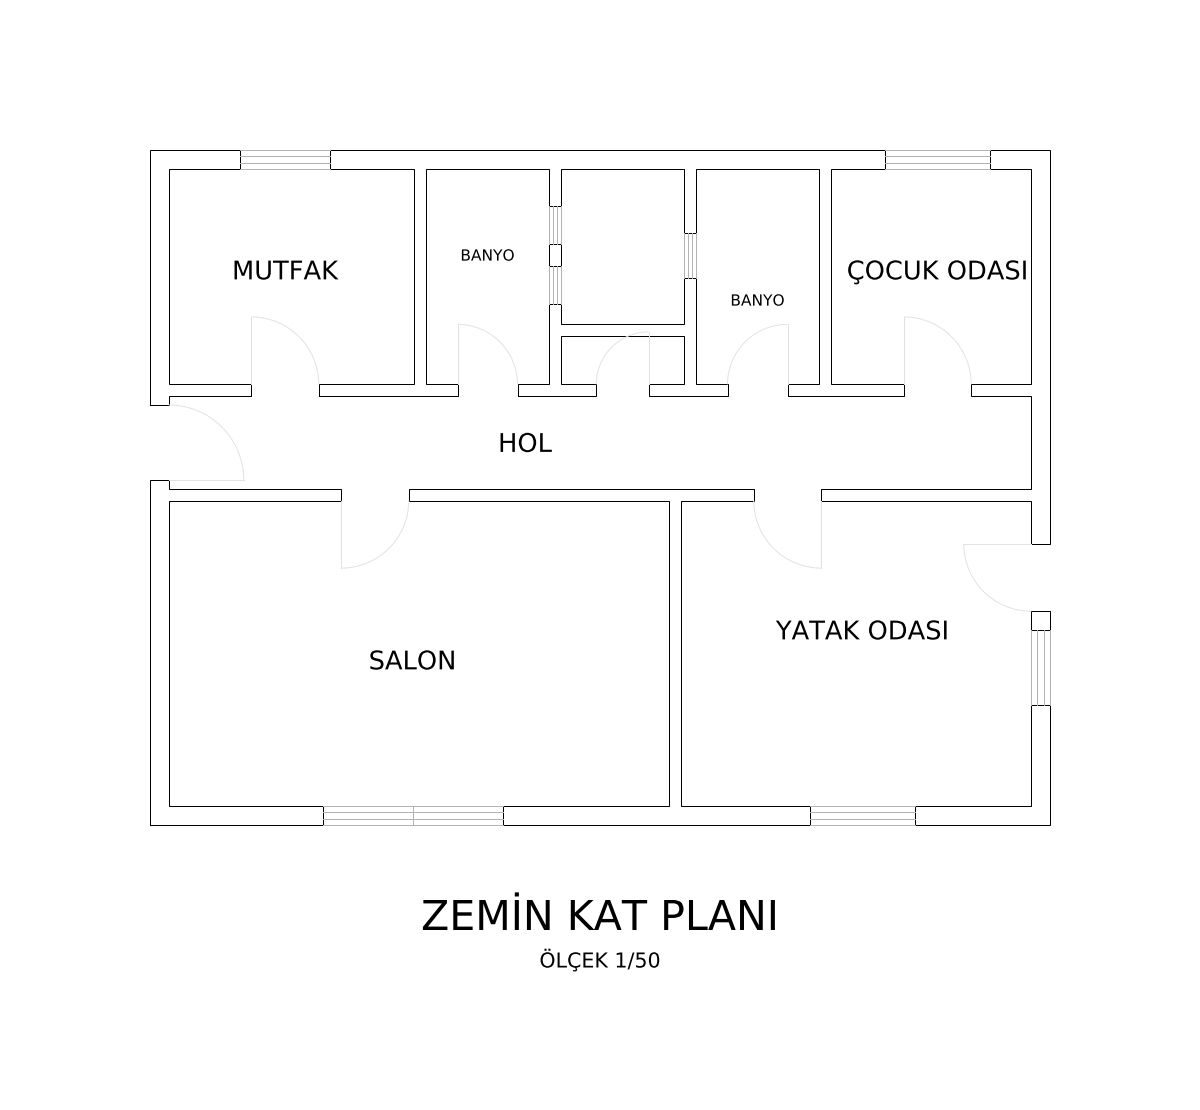 MUTFAK
BANYO
BANYO
ÇOCUK ODASI
HOL
SALON
YATAK ODASI
ZEMİN KAT PLANI
ÖLÇEK 1/50